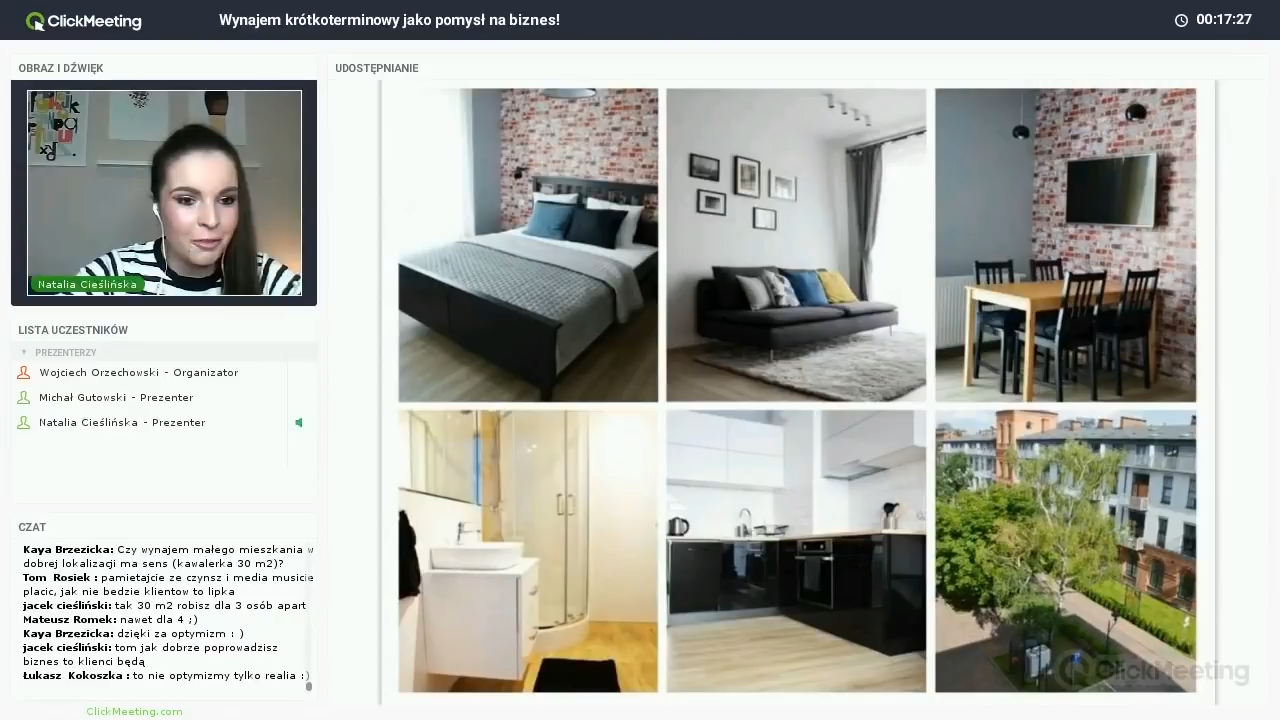 ClickMeeting
Wynajem krótkoterminowy jako pomysł na biznes!
00:17:27
OBRAZ I DŹWIĘK
Natalia Cieślińska
LISTA UCZESTNIKÓW
PREZENTERZY
Wojciech Orzechowski - Organizator
Michał Gutowski - Prezenter
Natalia Cieślińska - Prezenter
CZAT
Kaya Brzezicka: Czy wynajem małego mieszkania w
dobrej lokalizacji ma sens (kawalerka 30 m2)?
Tom Rosiek : pamietajcie ze czynsz i media musicie
placic, jak nie bedzie klientow to lipka
jacek cieśliński: tak 30 m2 robisz dla 3 osób apart
Mateusz Romek: nawet dla 4 ;)
Kaya Brzezicka: dzięki za optymizm : )
jacek cieśliński: tom jak dobrze poprowadzisz
biznes to klienci będą
Łukasz Kokoszka : to nie optymizmy tylko realia :)
ClickMeeting.com
UDOSTĘPNIANIE
ClickMeeting